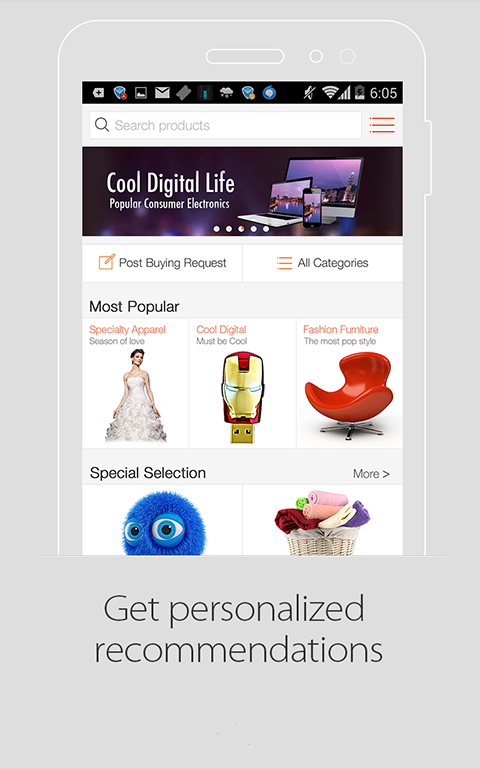 6:05
Search products
Cool Digital Life
Popular Consumer Electronics
Post Buying Request
All Categories
Most Popular
Specialty Apparel
Season of love
Cool Digital
Must be Cool
Fashion Furniture
The most pop style
Special Selection
More >
Get personalized
recommendations